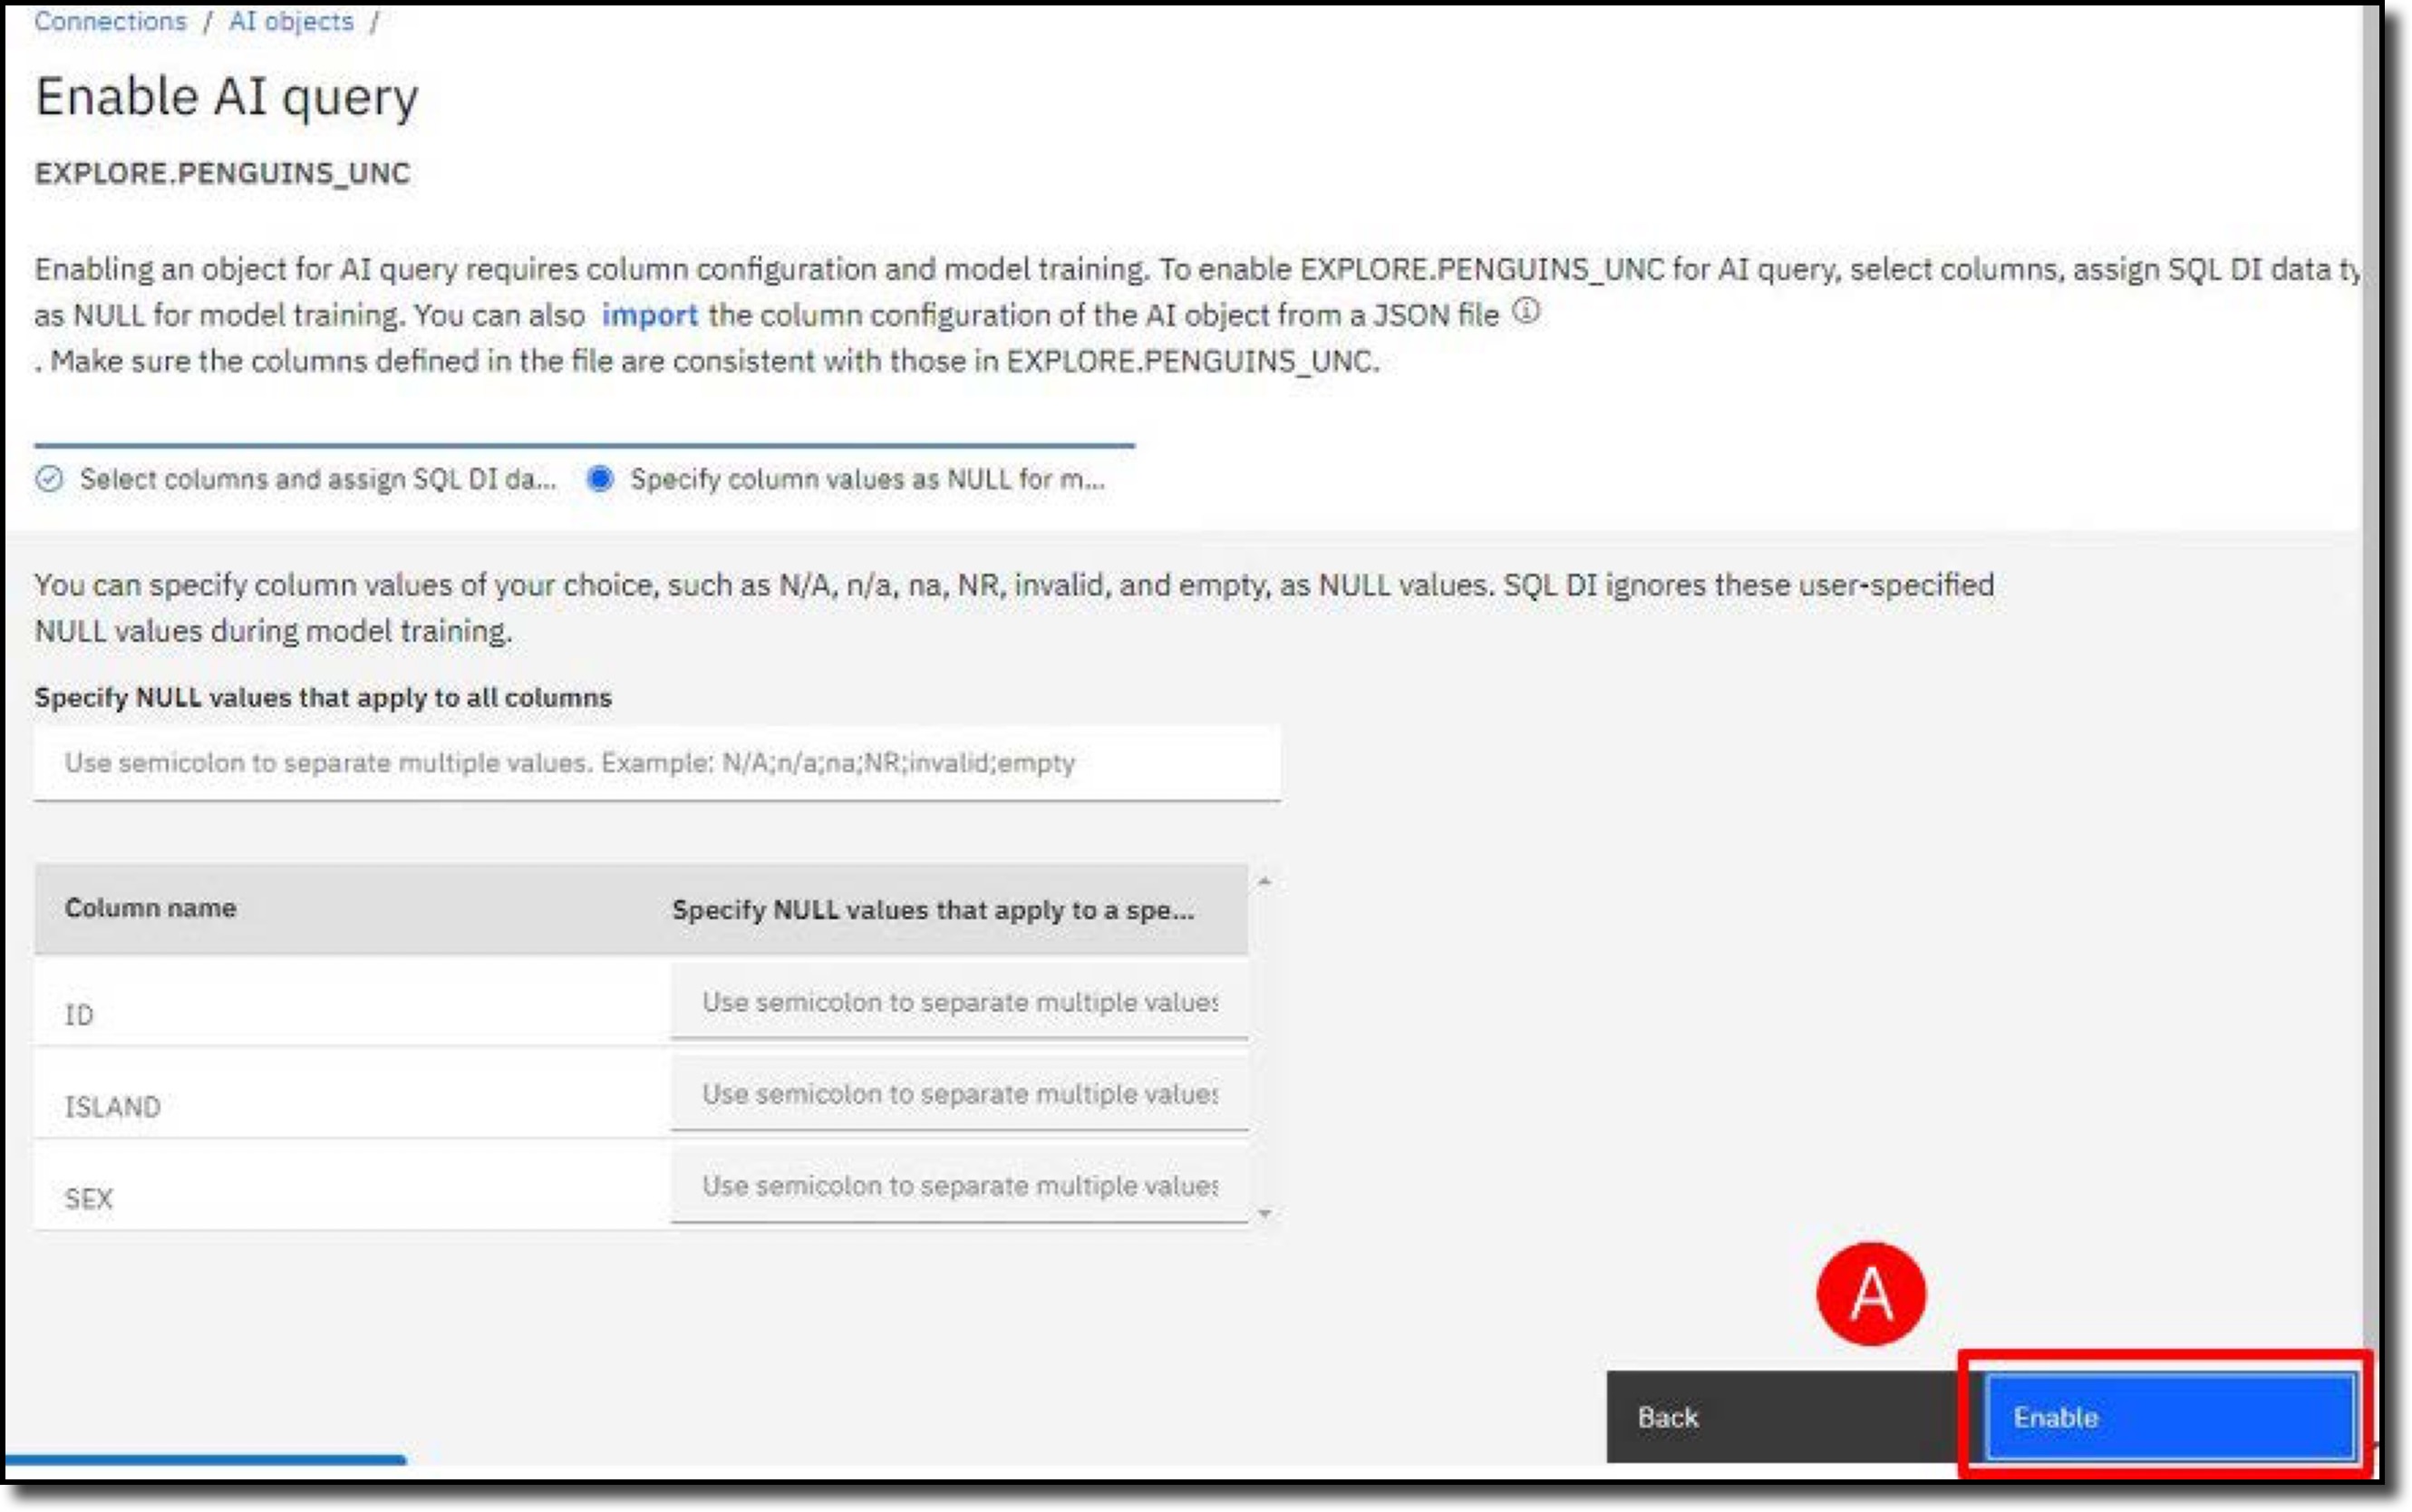 Connections / AI objects /
Enable AI query
EXPLORE.PENGUINS_UNC
Enabling an object for AI query requires column configuration and model training. To enable EXPLORE.PENGUINS_UNC for AI query, select columns, assign SQL DI data ty
as NULL for model training. You can also import the column configuration of the AI object from a JSON file
. Make sure the columns defined in the file are consistent with those in EXPLORE.PENGUINS_UNC.
Select columns and assign SQL DI da... Specify column values as NULL for m...
You can specify column values of your choice, such as N/A, n/a, na, NR, invalid, and empty, as NULL values. SQL DI ignores these user-specified
NULL values during model training.
Specify NULL values that apply to all columns
Use semicolon to separate multiple values. Example: N/A;n/a;na;NR;invalid;empty
Column name Specify NULL values that apply to a spe...
ID Use semicolon to separate multiple values
ISLAND Use semicolon to separate multiple values
SEX Use semicolon to separate multiple values
A
Back Enable